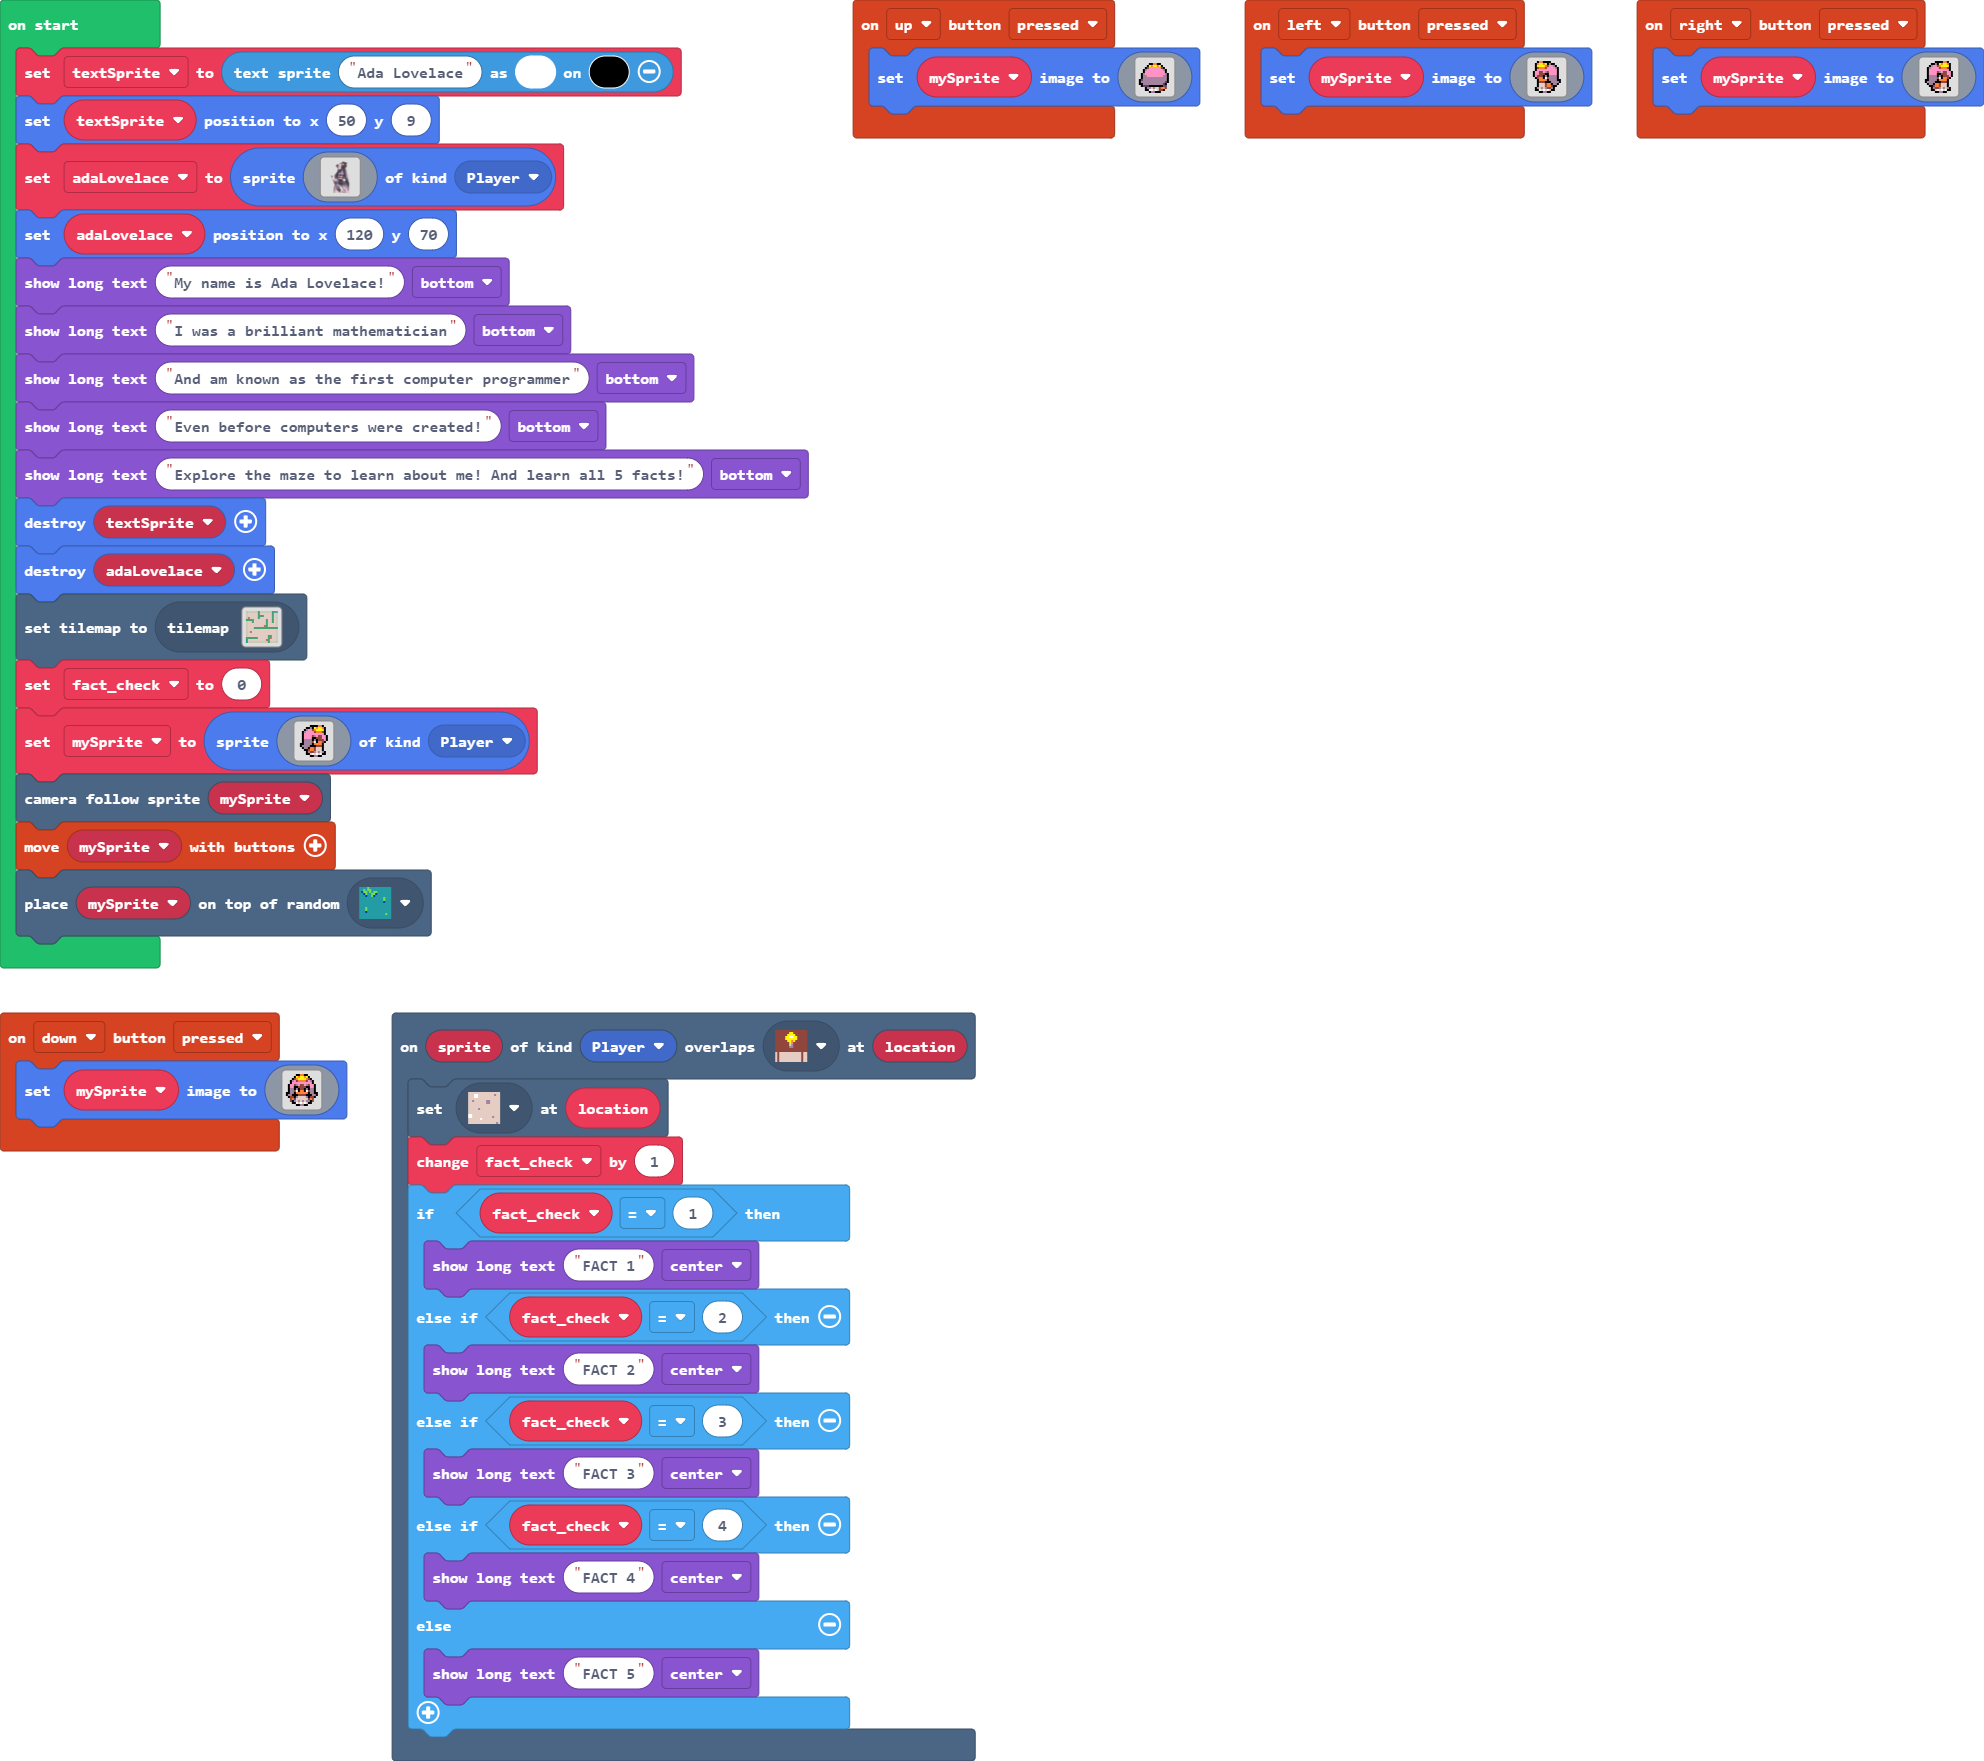 on start
set textSprite to text sprite "Ada Lovelace" as on
set textSprite position to x 50 y 9
set adaLovelace to sprite of kind Player
set adaLovelace position to x 120 y 70
show long text "My name is Ada Lovelace!" bottom
show long text "I was a brilliant mathematician" bottom
show long text "And am known as the first computer programmer" bottom
show long text "Even before computers were created!" bottom
show long text "Explore the maze to learn about me! And learn all 5 facts!" bottom
destroy textSprite
destroy adaLovelace
set tilemap to tilemap
set fact_check to 0
set mySprite to sprite of kind Player
camera follow sprite mySprite
move mySprite with buttons
place mySprite on top of random
on up button pressed
set mySprite image to
on left button pressed
set mySprite image to
on right button pressed
set mySprite image to
on down button pressed
set mySprite image to
on sprite of kind Player overlaps at location
set at location
change fact_check by 1
if fact_check = 1 then
show long text "FACT 1" center
else if fact_check = 2 then
show long text "FACT 2" center
else if fact_check = 3 then
show long text "FACT 3" center
else if fact_check = 4 then
show long text "FACT 4" center
else
show long text "FACT 5" center